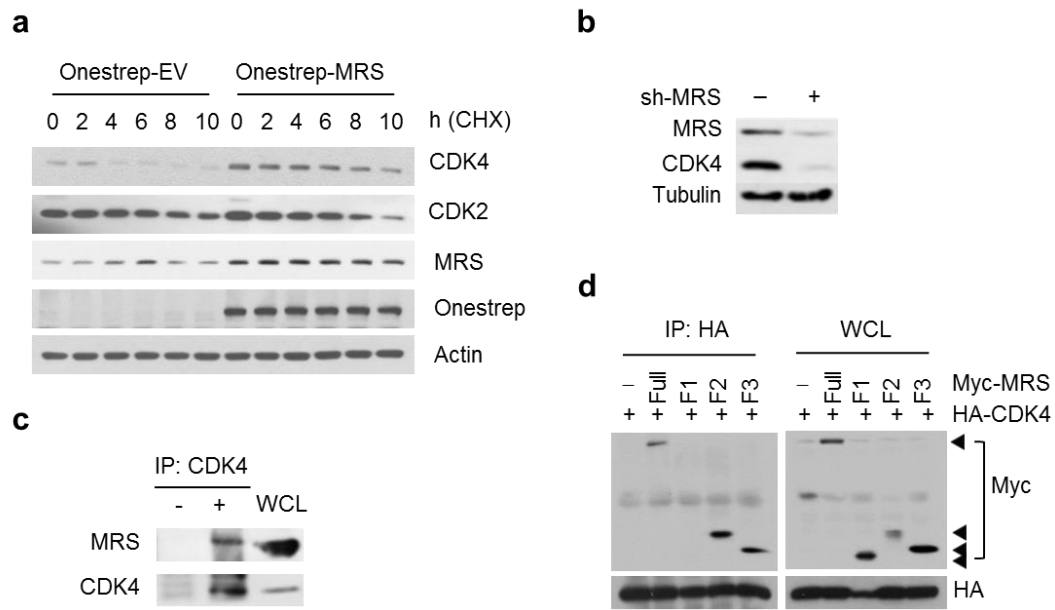 a
Onestrep-EV Onestrep-MRS
0 2 4 6 8 10 0 2 4 6 8 10 h (CHX)
CDK4
CDK2
MRS
Onestrep
Actin
b
sh-MRS – +
MRS
CDK4
Tubulin
c
IP: CDK4
- + WCL
MRS
CDK4
d
IP: HA WCL
– Full F1 F2 F3 – Full F1 F2 F3 Myc-MRS
+ + + + + + + + + + HA-CDK4
Myc
HA